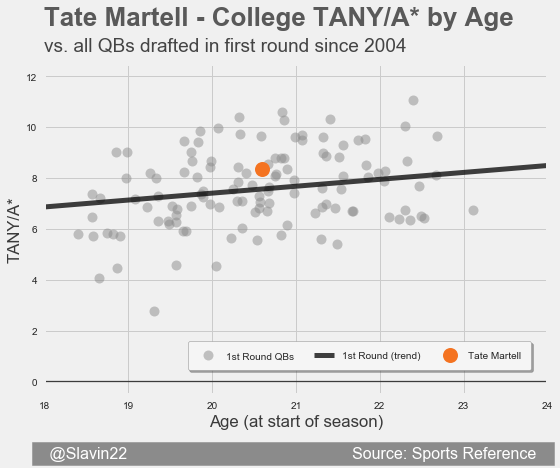 Tate Martell - College TANY/A* by Age
vs. all QBs drafted in first round since 2004
12
10
8
6
4
2
0
TANY/A*
1st Round QBs
1st Round (trend)
Tate Martell
18 19 20 21 22 23 24
Age (at start of season)
@Slavin22
Source: Sports Reference